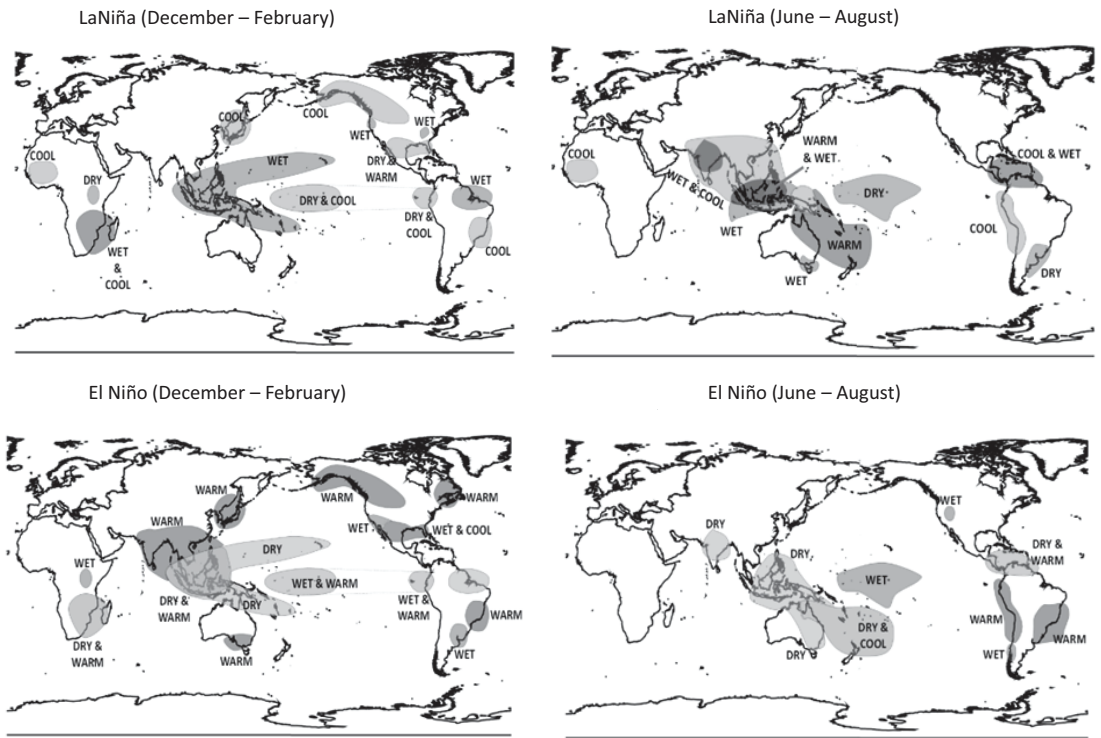 LaNiña (December – February)
COOL
COOL
WET
WET
COOL
WET
DRY &
WARM
DRY
WET
DRY & COOL
DRY &
COOL
WET
&
COOL
COOL
LaNiña (June – August)
WARM
& WET
COOL
COOL & WET
WET & COOL
DRY
WET
COOL
WARM
WET
DRY
El Niño (December – February)
WARM
WARM
WARM
WARM
WET
WET & COOL
DRY
WET
WET & WARM
DRY &
WARM
DRY
WET &
WARM
WARM
DRY &
WARM
WARM
WET
El Niño (June – August)
WET
DRY
DRY
DRY &
WARM
WET
WARM
DRY &
COOL
WARM
DRY
WET